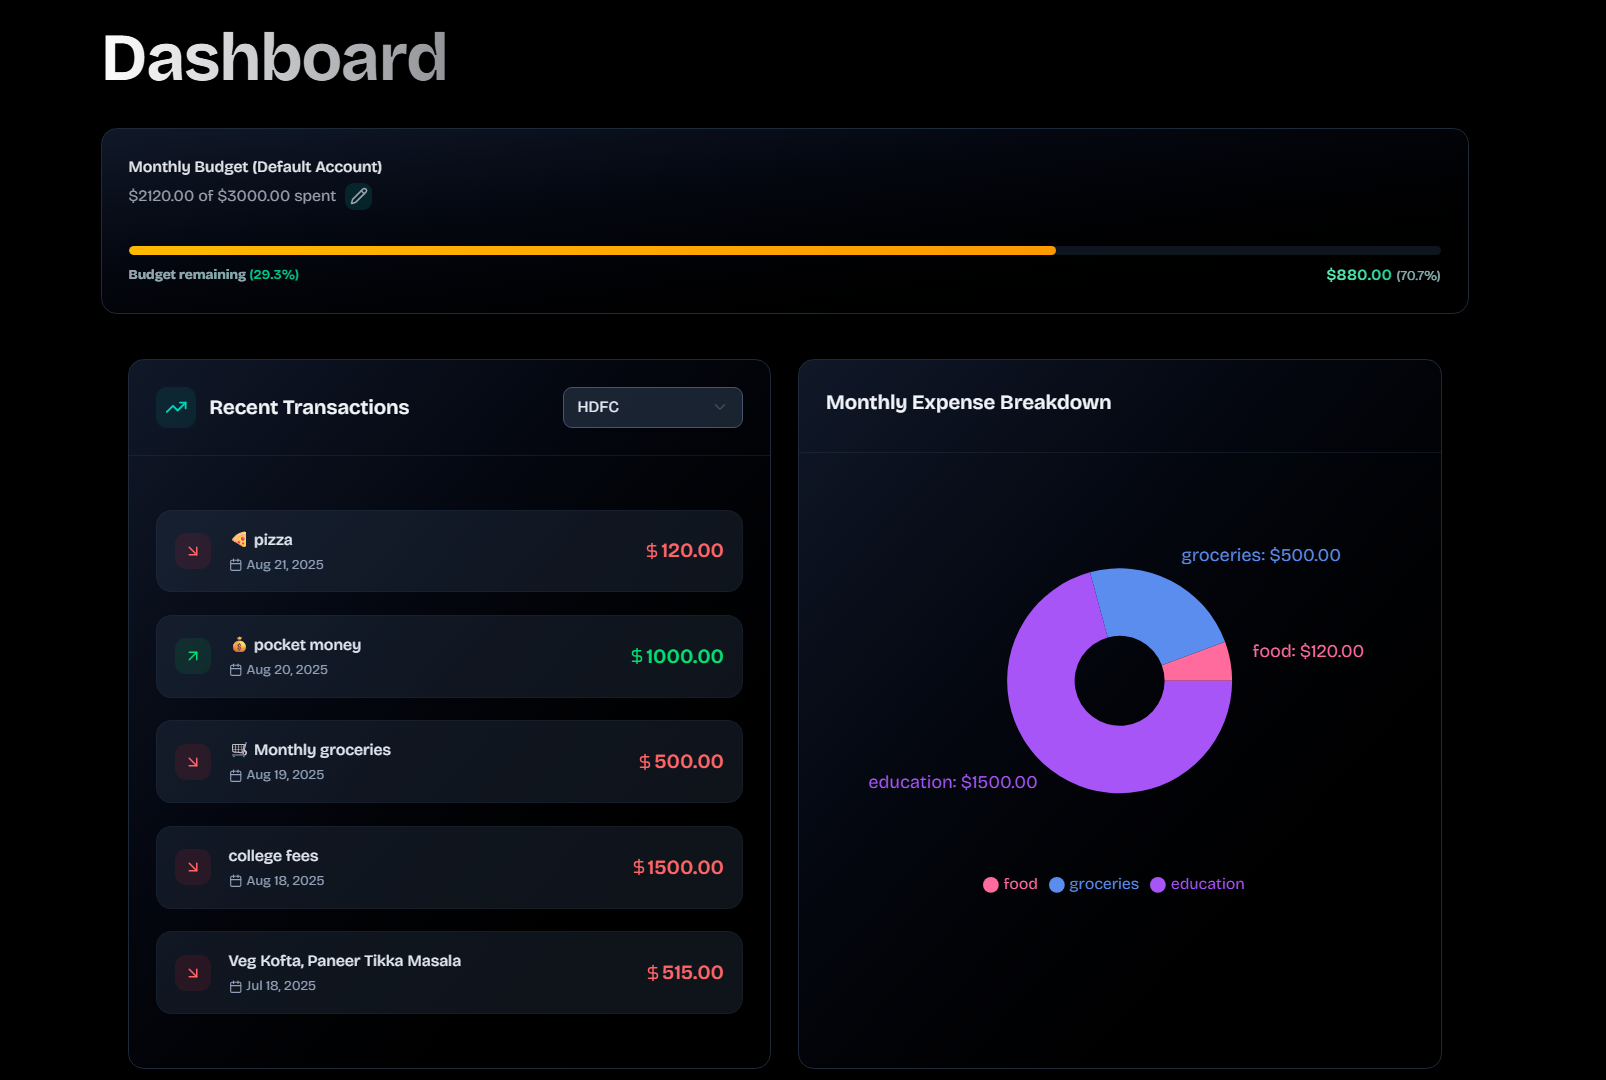 Dashboard
Monthly Budget (Default Account)
$2120.00 of $3000.00 spent
Budget remaining (29.3%)
$880.00 (70.7%)
Recent Transactions
HDFC
🍕 pizza
Aug 21, 2025
$120.00
💰 pocket money
Aug 20, 2025
$1000.00
🛒 Monthly groceries
Aug 19, 2025
$500.00
college fees
Aug 18, 2025
$1500.00
Veg Kofta, Paneer Tikka Masala
Jul 18, 2025
$515.00
Monthly Expense Breakdown
groceries: $500.00
food: $120.00
education: $1500.00
food groceries education